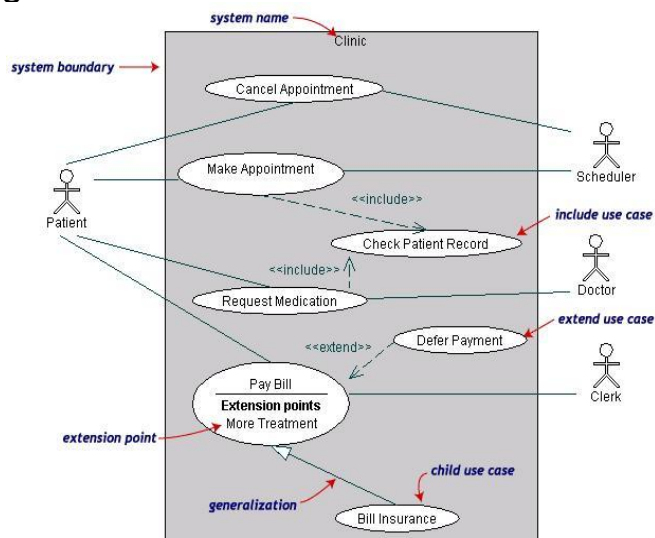 system name
Clinic
system boundary
Cancel Appointment
Make Appointment
Scheduler
<<include>>
Patient
include use case
Check Patient Record
<<include>>
Request Medication
Doctor
extend use case
<<extend>>
Defer Payment
Pay Bill
Clerk
Extension points
More Treatment
extension point
child use case
generalization
Bill Insurance